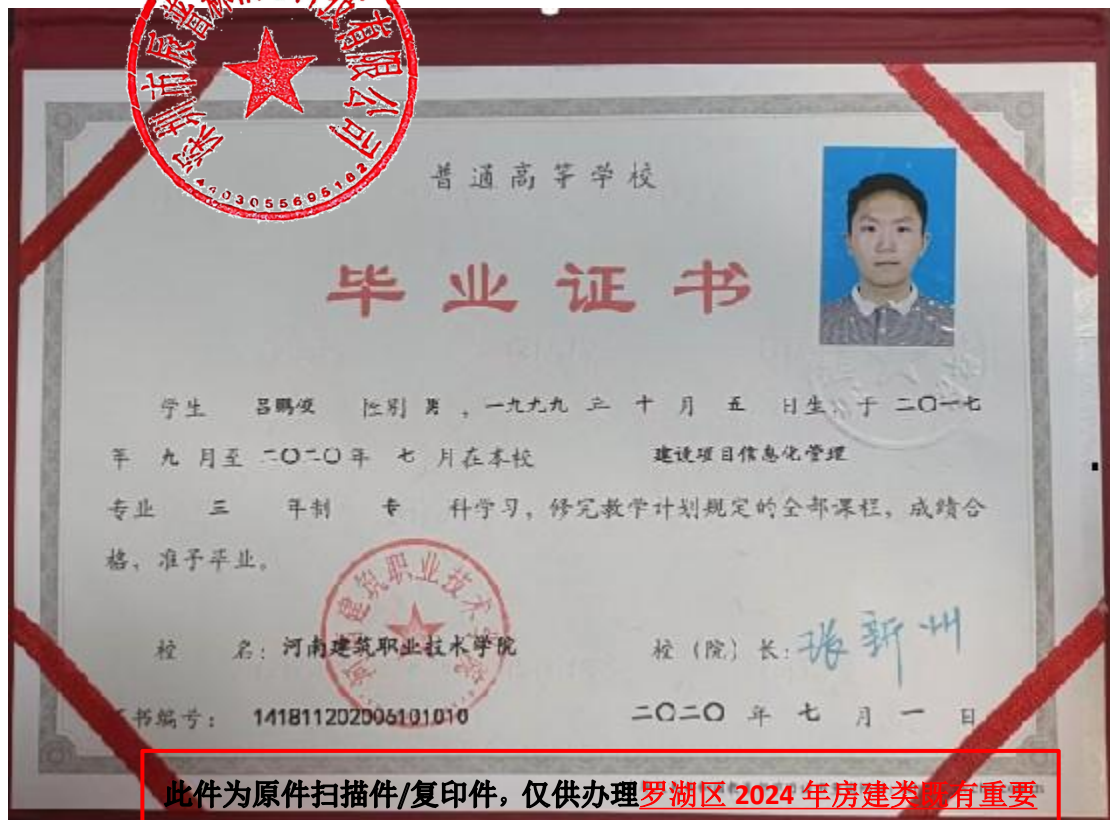 有限公司
4403055695182
普通高等学校
毕业证书
学生 吕鹏俊 性别 男，一九九九年十月五日生，于二〇一七
年九月至二〇二〇年七月在本校 建设项目信息化管理
专业 三 年制 专 科学习，修完教学计划规定的全部课程，成绩合
格，准予毕业。
校 名：河南建筑职业技术学院
校（院）长：张新州
书编号：141811202006101010
二〇二〇年七月一日
此件为原件扫描件/复印件，仅供办理罗湖区 2024 年房建类既有重要